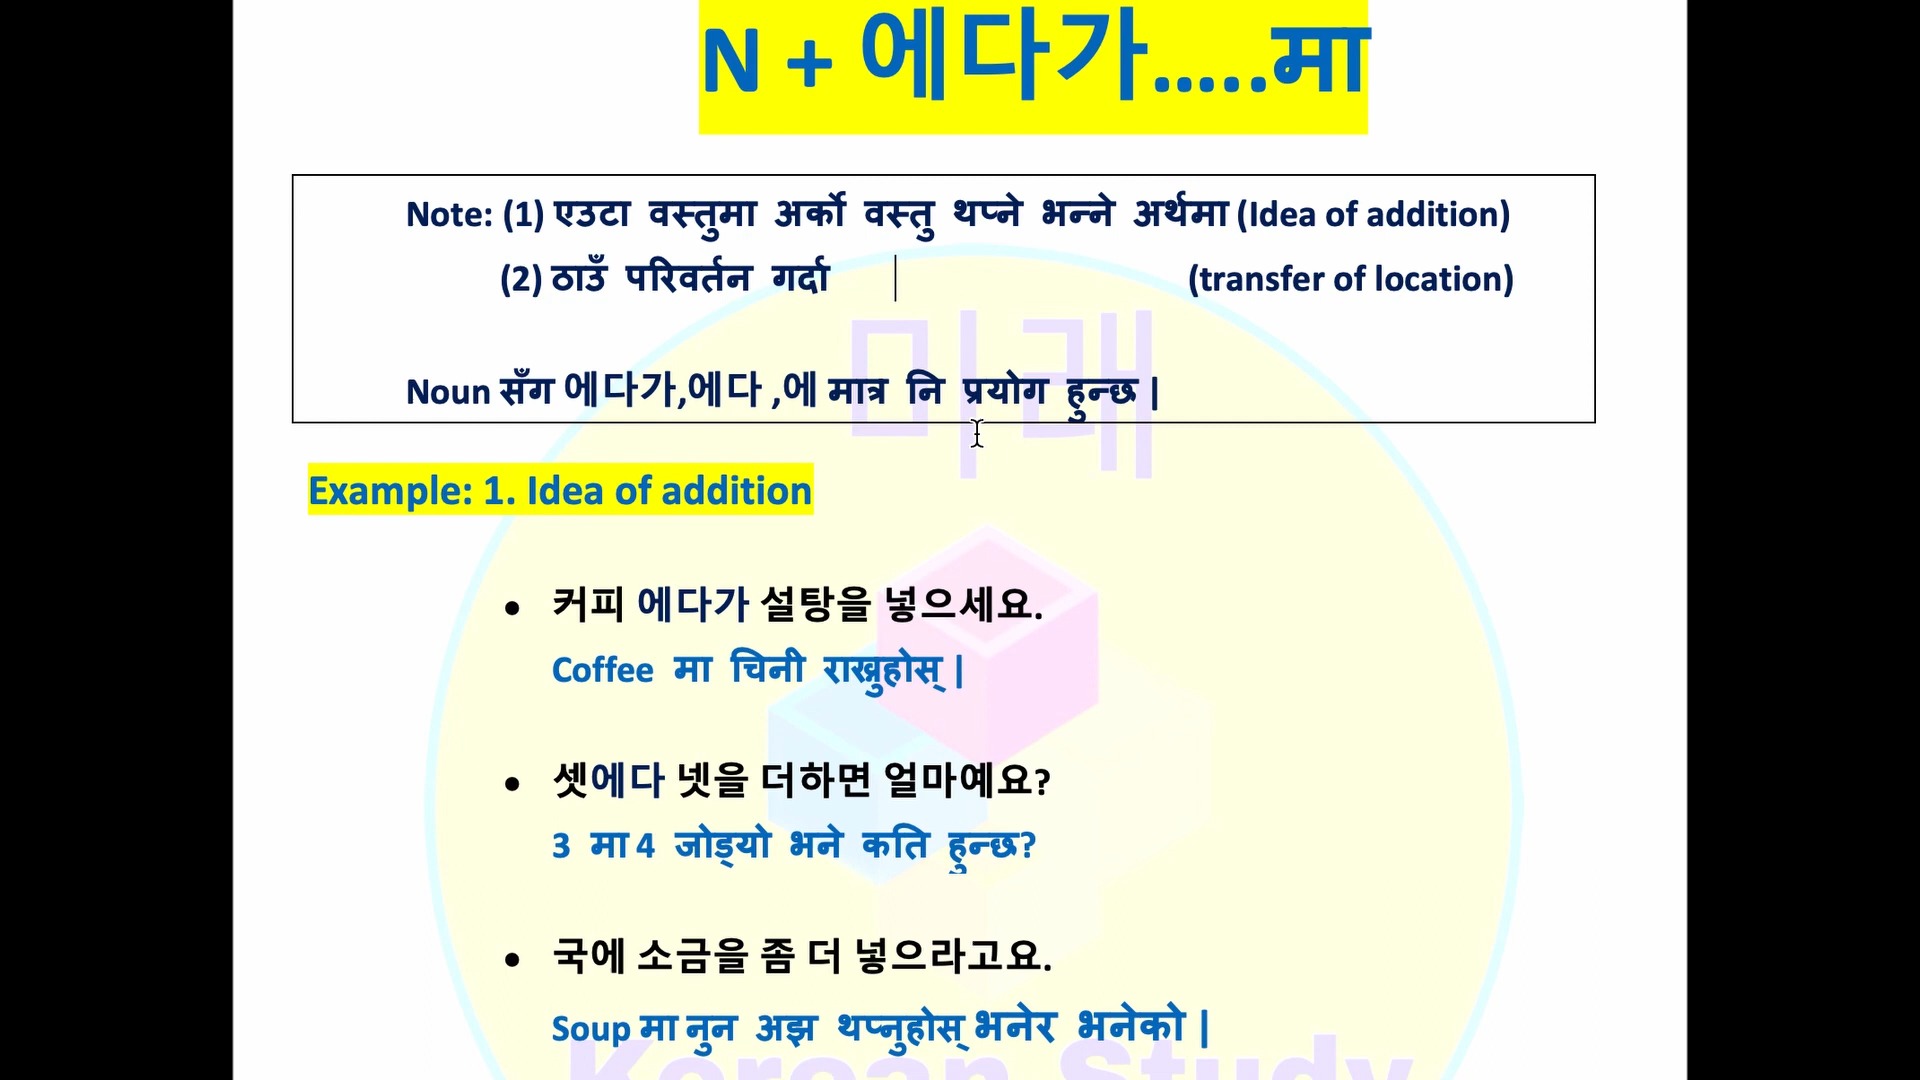 N + 에다가.....मा
Note: (1) एउटा वस्तुमा अर्को वस्तु थप्ने भन्ने अर्थमा (Idea of addition)
(2) ठाउँ परिवर्तन गर्दा (transfer of location)
미래
Noun सँग 에다가,에다 ,에 मात्र नि प्रयोग हुन्छ |
Example: 1. Idea of addition
• 커피 에다가 설탕을 넣으세요.
Coffee मा चिनी राख्नुहोस् |
• 셋에다 넷을 더하면 얼마예요?
3 मा 4 जोड्यो भने कति हुन्छ?
• 국에 소금을 좀 더 넣으라고요.
Soup मा नुन अझ थप्नुहोस् भनेर भनेको |
Korean Study